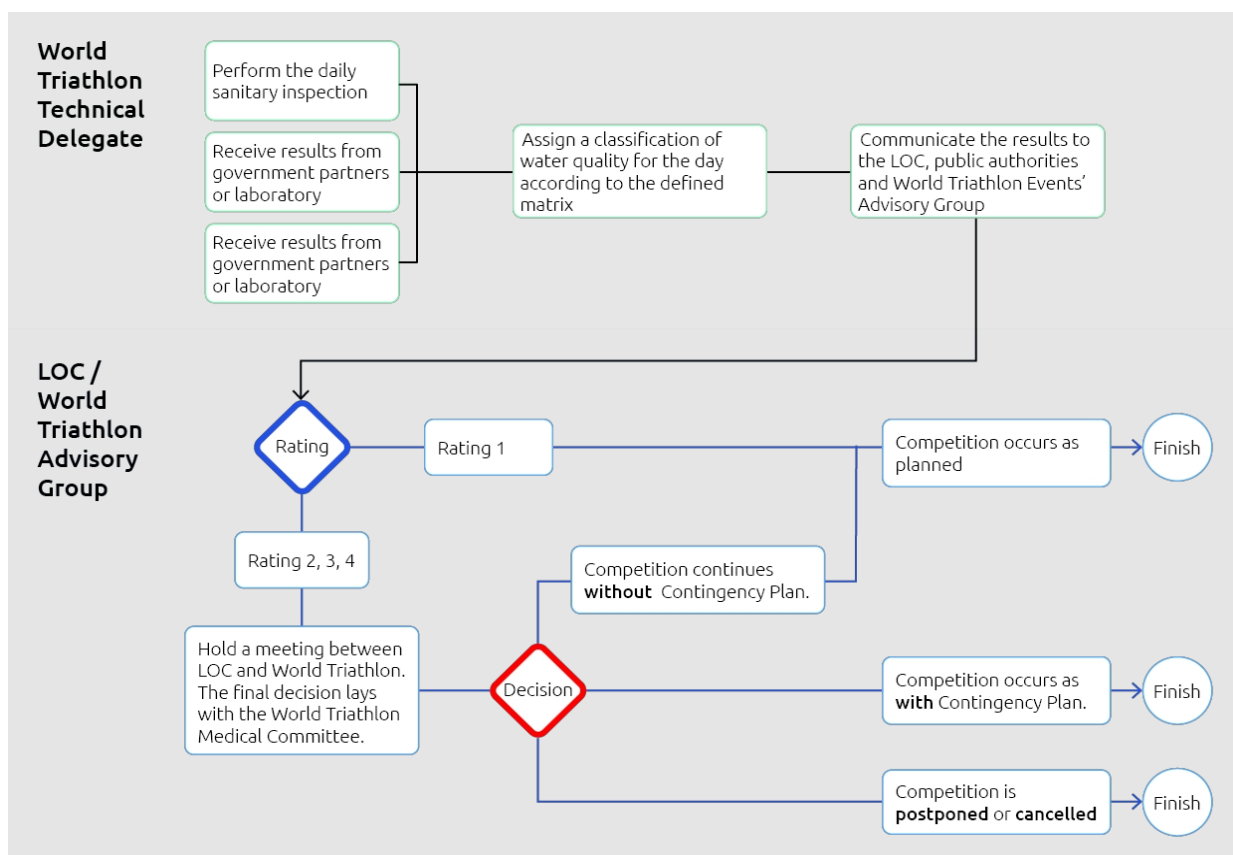 World
Triathlon
Technical
Delegate
Perform the daily
sanitary inspection
Receive results from
government partners
or laboratory
Receive results from
government partners
or laboratory
Assign a classification of
water quality for the day
according to the defined
matrix
Communicate the results to
the LOC, public authorities
and World Triathlon Events’
Advisory Group
LOC /
World
Triathlon
Advisory
Group
Rating
Rating 1
Competition occurs as
planned
Finish
Rating 2, 3, 4
Competition continues
without Contingency Plan.
Hold a meeting between
LOC and World Triathlon.
The final decision lays
with the World Triathlon
Medical Committee.
Decision
Competition occurs as
with Contingency Plan.
Finish
Competition is
postponed or cancelled
Finish